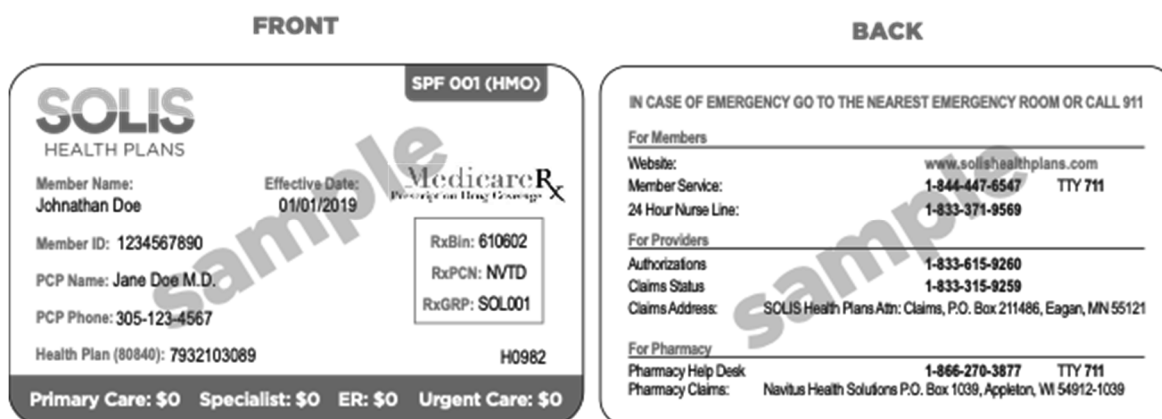 FRONT
SPF 001 (HMO)
SOLIS
HEALTH PLANS
MedicareRx
Prescription Drug Coverage
Member Name: Effective Date:
Johnathan Doe 01/01/2019
Member ID: 1234567890
PCP Name: Jane Doe M.D.
PCP Phone: 305-123-4567
Health Plan (80840): 7932103089
RxBin: 610602
RxPCN: NVTD
RxGRP: SOL001
H0982
Primary Care: $0 Specialist: $0 ER: $0 Urgent Care: $0
sample
BACK
IN CASE OF EMERGENCY GO TO THE NEAREST EMERGENCY ROOM OR CALL 911
For Members
Website: www.solishealthplans.com
Member Service: 1-844-447-6547 TTY 711
24 Hour Nurse Line: 1-833-371-9569
For Providers
Authorizations 1-833-615-9260
Claims Status 1-833-315-9259
Claims Address: SOLIS Health Plans Attn: Claims, P.O. Box 211486, Eagan, MN 55121
For Pharmacy
Pharmacy Help Desk 1-866-270-3877 TTY 711
Pharmacy Claims: Navitus Health Solutions P.O. Box 1039, Appleton, WI 54912-1039
sample